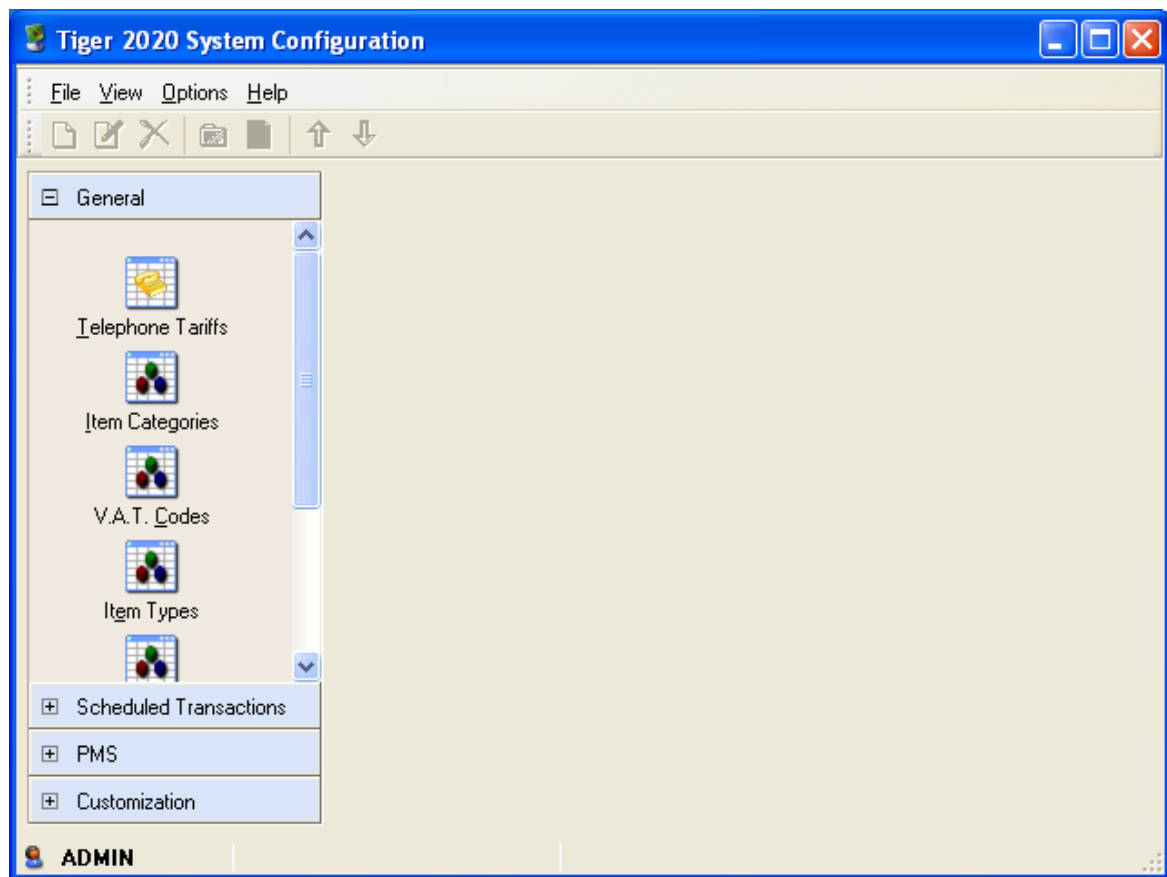 Tiger 2020 System Configuration
File View Options Help
General
Telephone Tariffs
Item Categories
V.A.T. Codes
Item Types
Scheduled Transactions
PMS
Customization
ADMIN